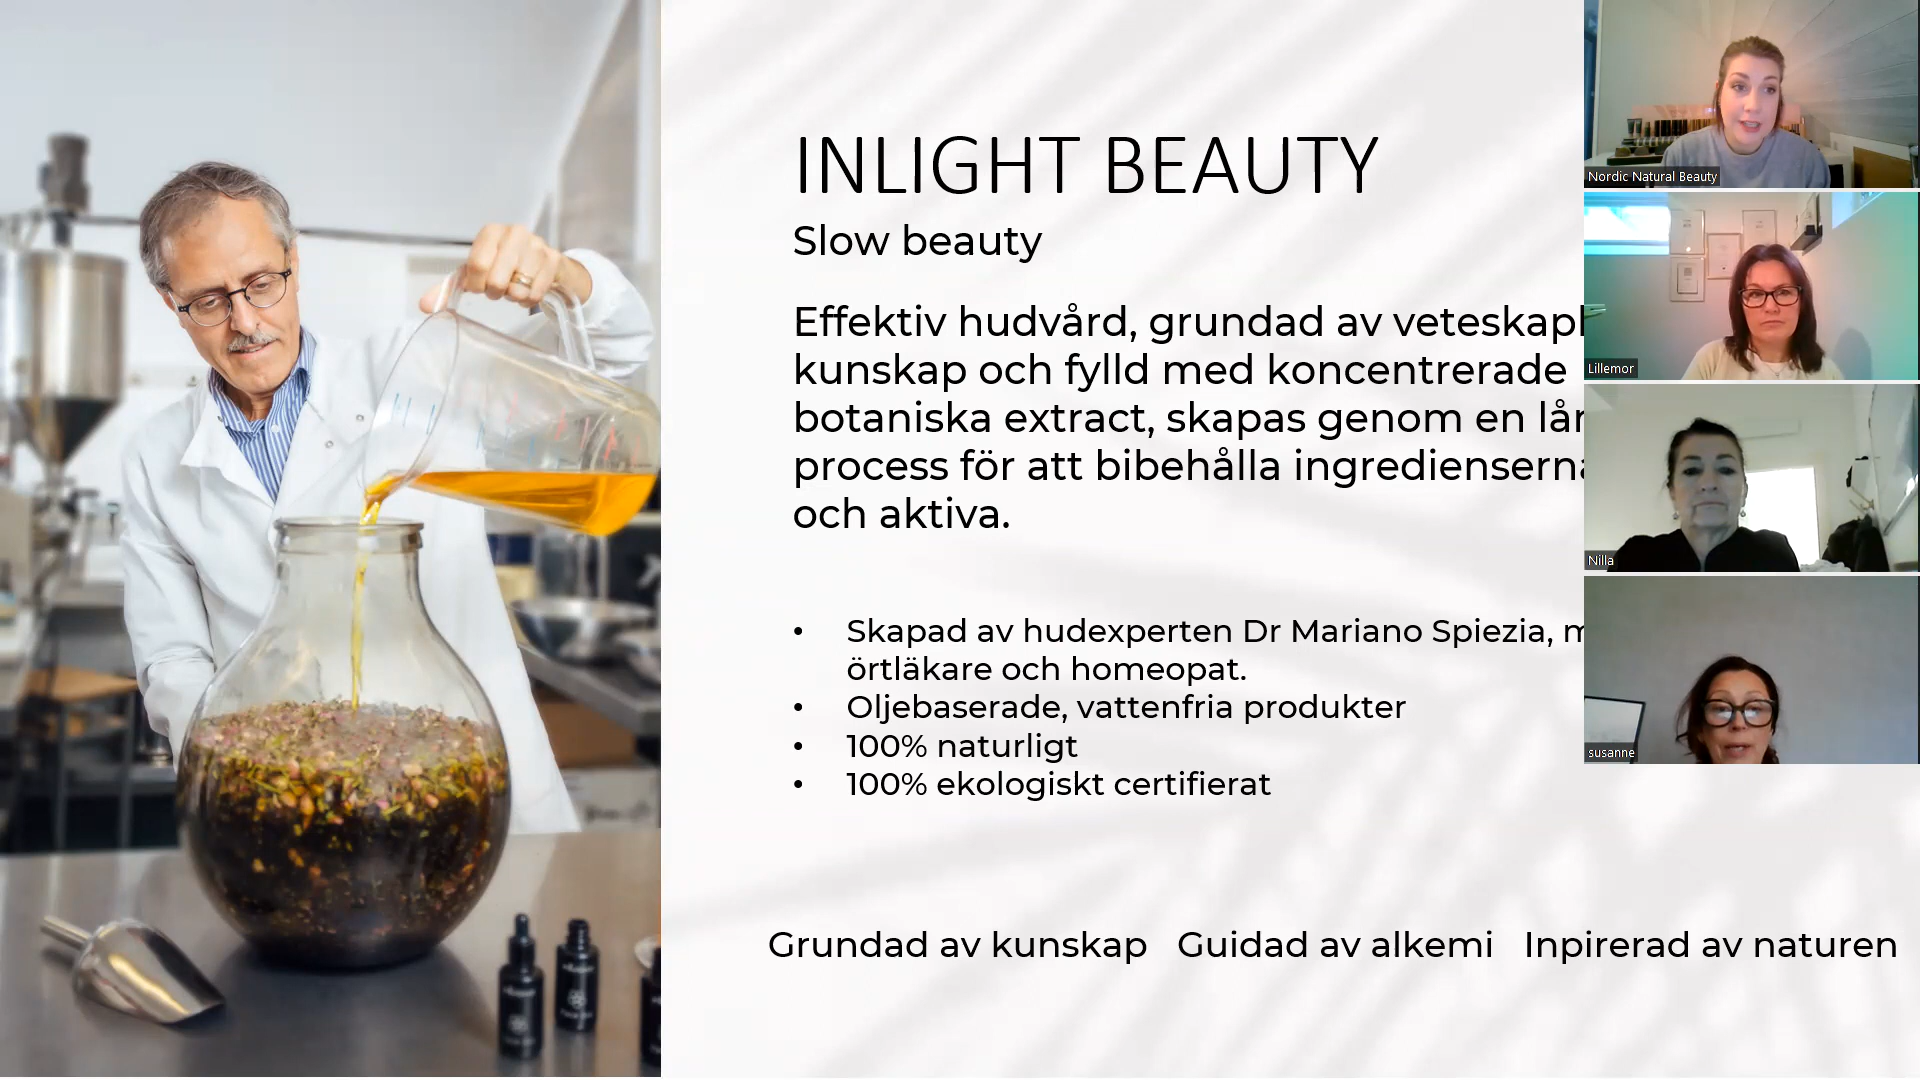 INLIGHT BEAUTY
Slow beauty
Effektiv hudvård, grundad av veteskapl
kunskap och fylld med koncentrerade
botaniska extract, skapas genom en lån
process för att bibehålla ingredienserna
och aktiva.
• Skapad av hudexperten Dr Mariano Spiezia, m
örtläkare och homeopat.
• Oljebaserade, vattenfria produkter
• 100% naturligt
• 100% ekologiskt certifierat
Grundad av kunskap Guidad av alkemi Inpirerad av naturen
Nordic Natural Beauty
Lillemor
Nilla
susanne